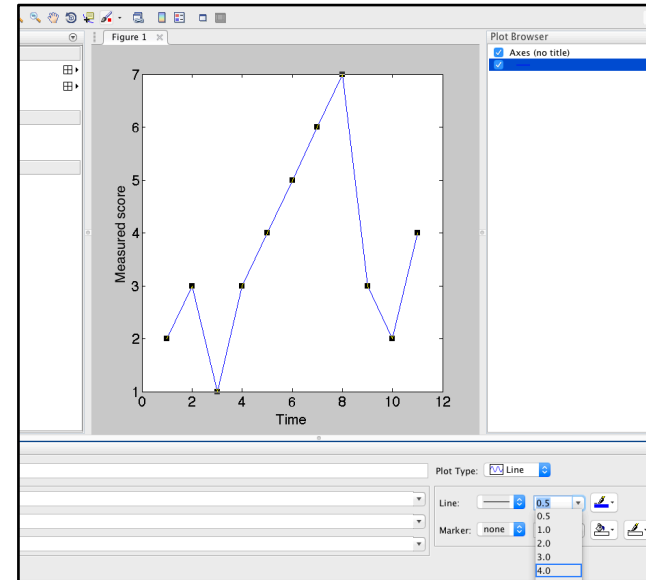 Figure 1
Plot Browser
Axes (no title)
7
6
5
4
3
2
1
Measured score
0 2 4 6 8 10 12
Time
Plot Type: Line
Line: 0.5
0.5
Marker: none
1.0
2.0
3.0
4.0